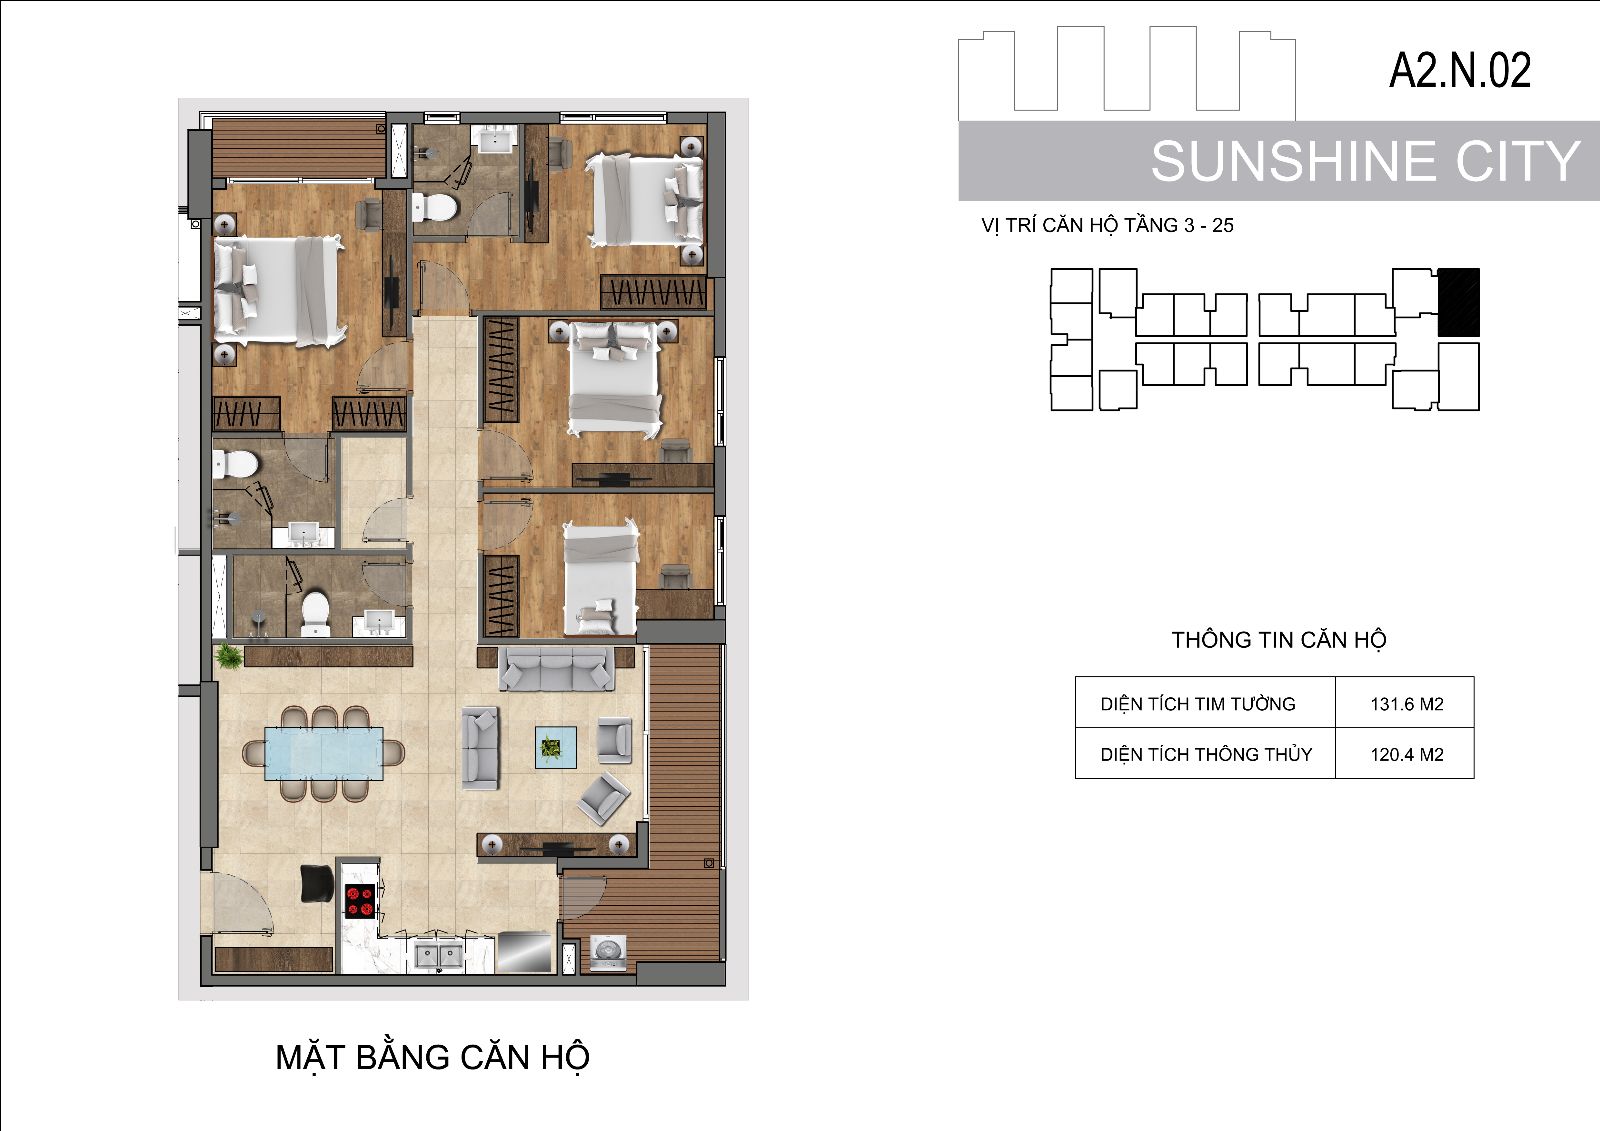 A2.N.02
SUNSHINE CITY
VỊ TRÍ CĂN HỘ TẦNG 3 - 25
THÔNG TIN CĂN HỘ
DIỆN TÍCH TIM TƯỜNG 131.6 M2
DIỆN TÍCH THÔNG THỦY 120.4 M2
MẶT BẰNG CĂN HỘ